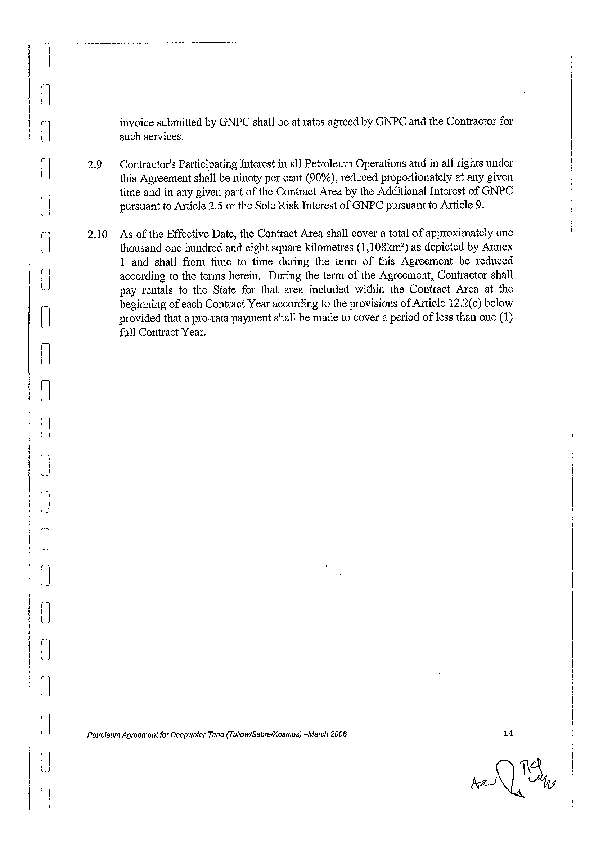 invoice submitted by GNPC shall be at rates agreed by GNPC and the Contractor for
such services.
2.9 Contractor's Participating Interest in all Petroleum Operations and in all rights under
this Agreement shall be ninety per cent (90%), reduced proportionately at any given
time and in any given part of the Contract Area by the Additional Interest of GNPC
pursuant to Article 2.5 or the Sole Risk Interest of GNPC pursuant to Article 9.
2.10 As of the Effective Date, the Contract Area shall cover a total of approximately one
thousand one hundred and eight square kilometres (1,108km²) as depicted by Annex
1 and shall from time to time during the term of this Agreement be reduced
according to the terms herein. During the term of the Agreement, Contractor shall
pay rentals to the State for that area included within the Contract Area at the
beginning of each Contract Year according to the provisions of Article 12.2(c) below
provided that a pro-rata payment shall be made to cover a period of less than one (1)
full Contract Year.
Petroleum Agreement for Deepwater Tano (Tullow/Sabre/Kosmos) –March 2006 14